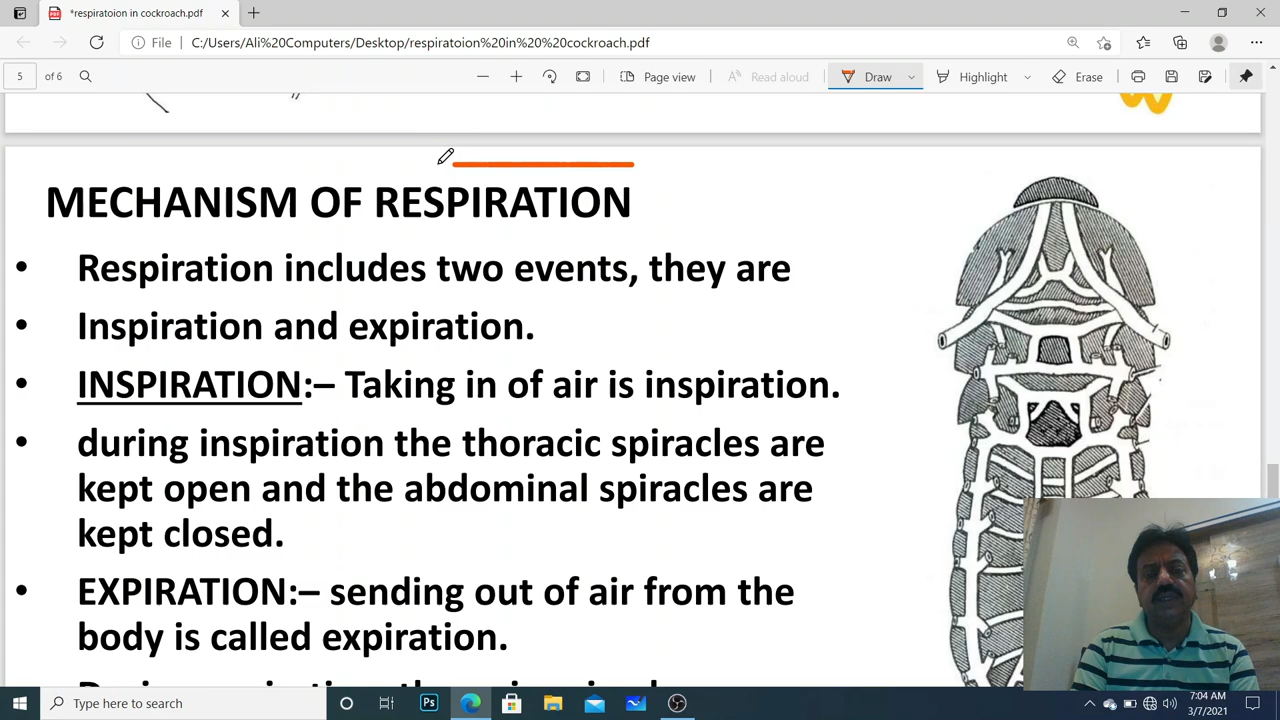 *respiratoion in cockroach.pdf
File
C:/Users/Ali%20Computers/Desktop/respiratoion%20in%20%20cockroach.pdf
5 of 6
Page view
Read aloud
Draw
Highlight
Erase
MECHANISM OF RESPIRATION
• Respiration includes two events, they are
• Inspiration and expiration.
• INSPIRATION:– Taking in of air is inspiration.
• during inspiration the thoracic spiracles are
kept open and the abdominal spiracles are
kept closed.
• EXPIRATION:– sending out of air from the
body is called expiration.
Type here to search
7:04 AM
3/7/2021